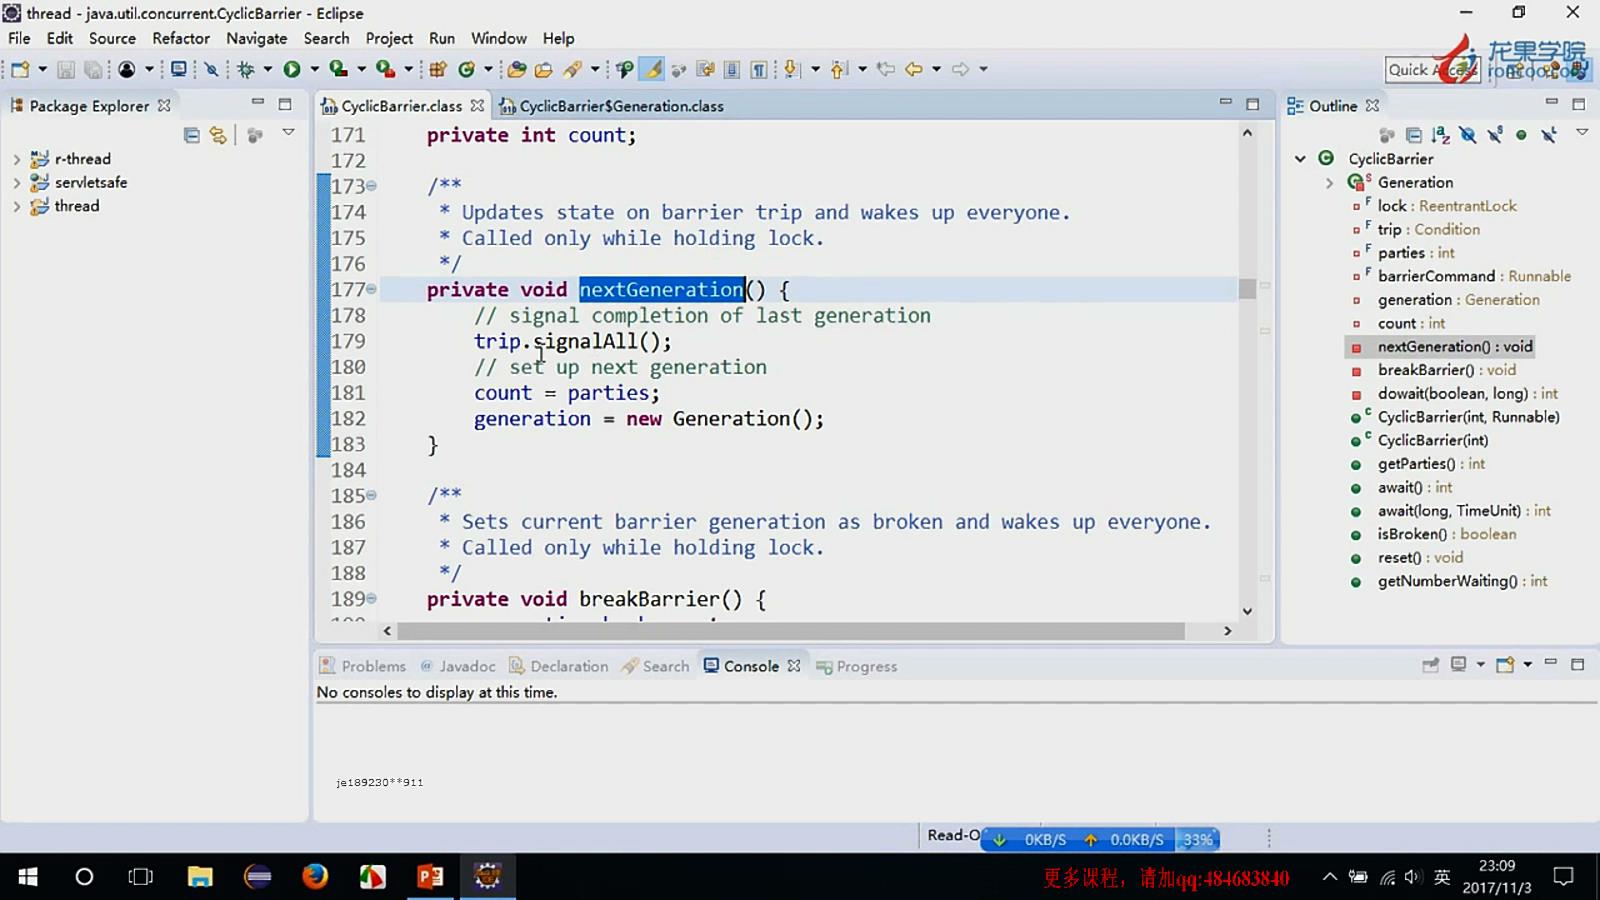 thread - java.util.concurrent.CyclicBarrier - Eclipse
File Edit Source Refactor Navigate Search Project Run Window Help
Quick
龙果学院
roncoo.com
Package Explorer
r-thread
servletsafe
thread
CyclicBarrier.class
CyclicBarrier$Generation.class
171 private int count;
172
173 /**
174 * Updates state on barrier trip and wakes up everyone.
175 * Called only while holding lock.
176 */
177 private void nextGeneration() {
178 // signal completion of last generation
179 trip.signalAll();
180 // set up next generation
181 count = parties;
182 generation = new Generation();
183 }
184
185 /**
186 * Sets current barrier generation as broken and wakes up everyone.
187 * Called only while holding lock.
188 */
189 private void breakBarrier() {
Outline
CyclicBarrier
Generation
lock : ReentrantLock
trip : Condition
parties : int
barrierCommand : Runnable
generation : Generation
count : int
nextGeneration() : void
breakBarrier() : void
dowait(boolean, long) : int
CyclicBarrier(int, Runnable)
CyclicBarrier(int)
getParties() : int
await() : int
await(long, TimeUnit) : int
isBroken() : boolean
reset() : void
getNumberWaiting() : int
Problems @ Javadoc Declaration Search Console Progress
No consoles to display at this time.
je189230**911
Read-O
0KB/S 0.0KB/S 33%
更多课程，请加qq:484683840
英
23:09
2017/11/3